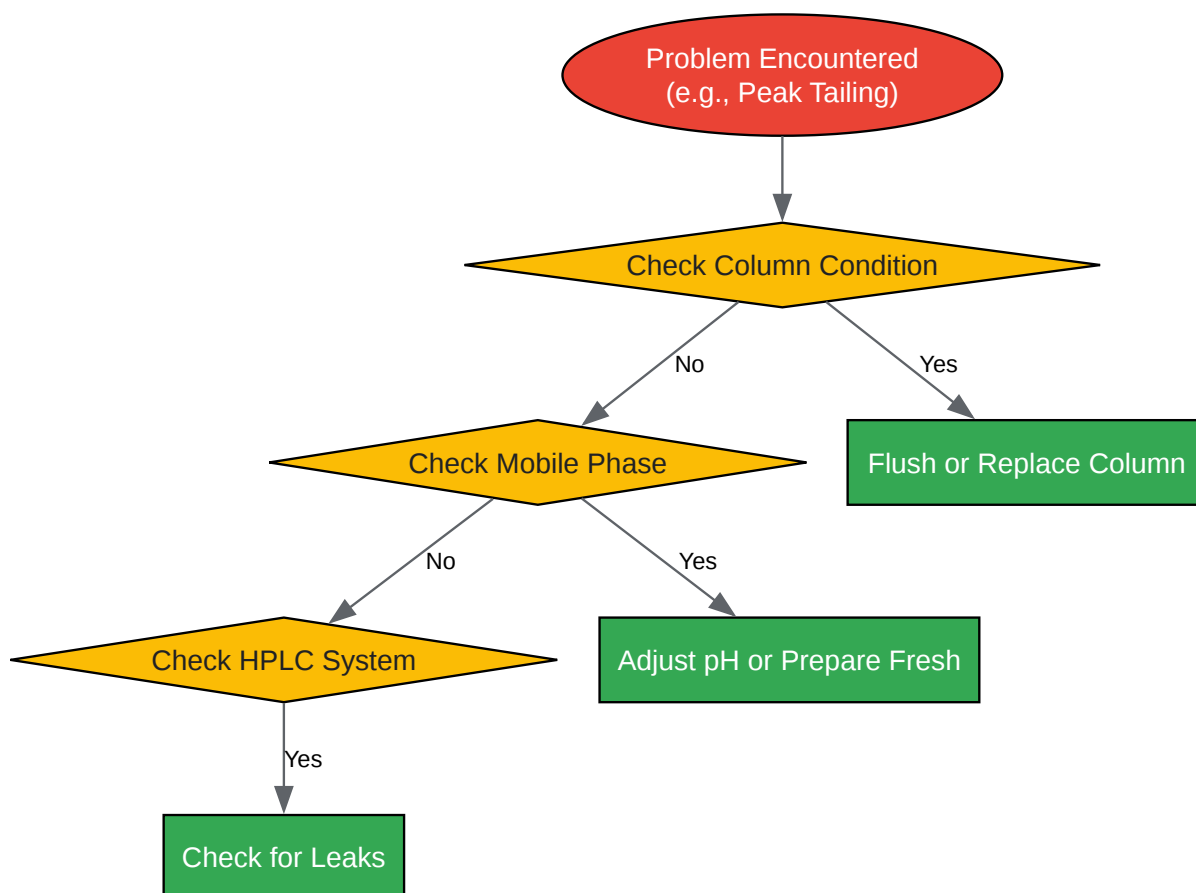 Problem Encountered
(e.g., Peak Tailing)
Check Column Condition
No
Yes
Check Mobile Phase
Flush or Replace Column
No
Yes
Check HPLC System
Adjust pH or Prepare Fresh
Yes
Check for Leaks